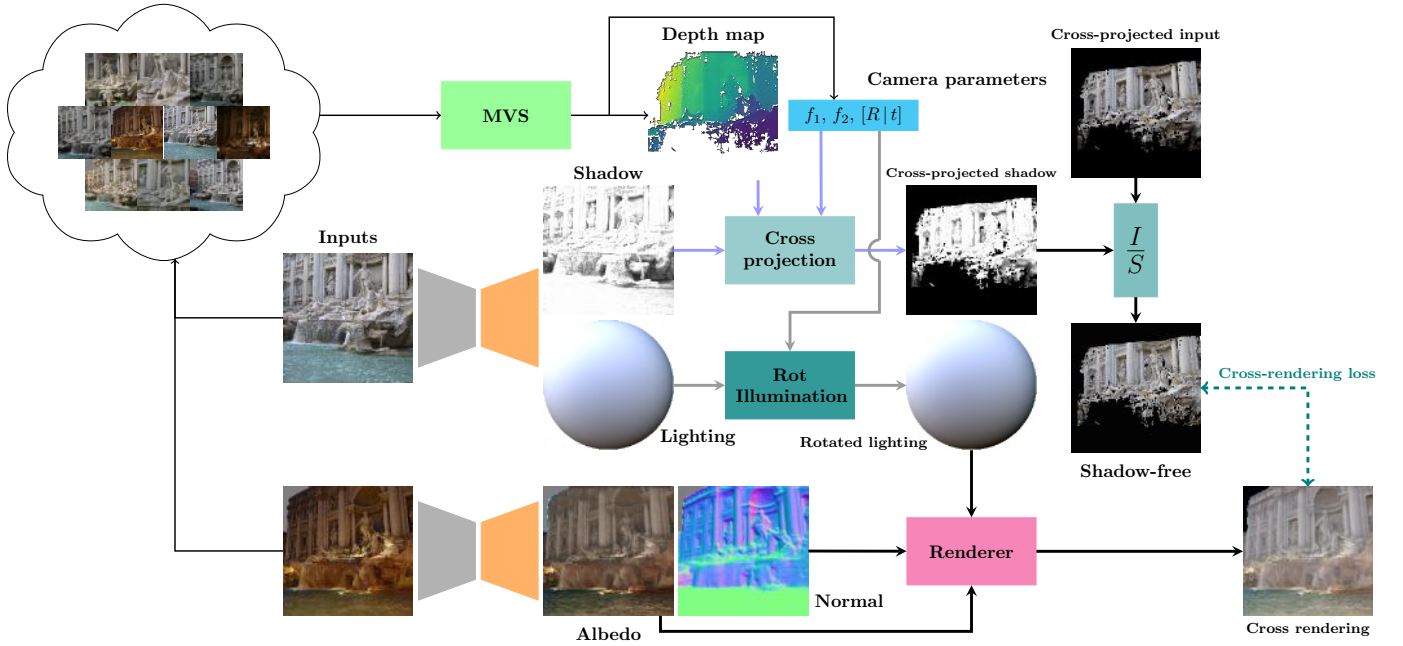 Cross-projected input
Depth map
Camera parameters
MVS
f₁, f₂, [R | t]
Shadow
Cross-projected shadow
Inputs
Cross
projection
I
S
Cross-rendering loss
Rot
Illumination
Lighting
Rotated lighting
Shadow-free
Renderer
Normal
Albedo
Cross rendering